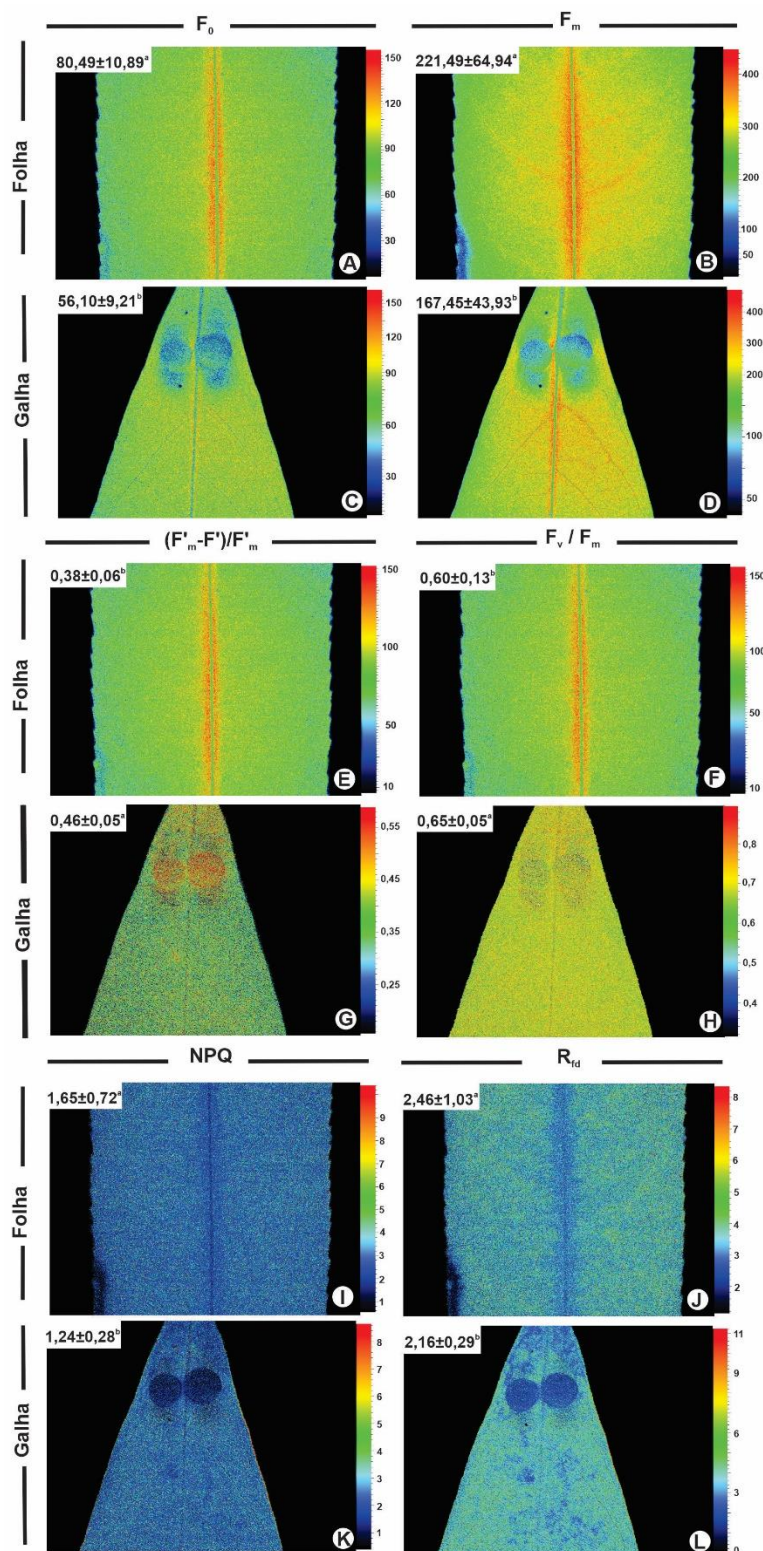 F₀
Fₘ
Folha
80,49±10,89ᵃ
150
120
90
60
30
A
221,49±64,94ᵃ
400
300
200
100
50
B
Galha
56,10±9,21ᵇ
150
120
90
60
30
C
167,45±43,93ᵇ
400
300
200
100
50
D
(F'ₘ-F')/F'ₘ
Fᵥ / Fₘ
Folha
0,38±0,06ᵇ
150
100
50
10
E
0,60±0,13ᵇ
150
100
50
10
F
Galha
0,46±0,05ᵃ
0,55
0,45
0,35
0,25
G
0,65±0,05ᵃ
0,8
0,7
0,6
0,5
0,4
H
NPQ
R_fd
Folha
1,65±0,72ᵃ
10
9
8
7
6
5
4
3
2
1
I
2,46±1,03ᵃ
8
7
6
5
4
3
2
J
Galha
1,24±0,28ᵇ
8
7
6
5
4
3
2
1
K
2,16±0,29ᵇ
11
9
6
3
0
L